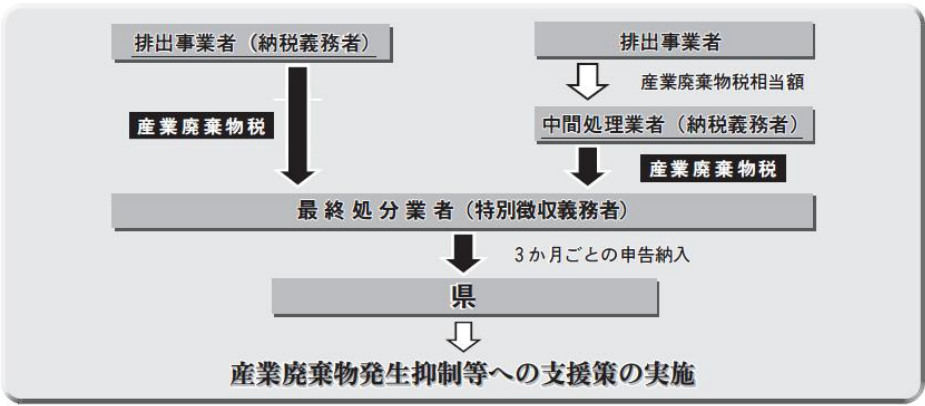 排出事業者（納税義務者）
産業廃棄物税
排出事業者
産業廃棄物税相当額
中間処理業者（納税義務者）
産業廃棄物税
最終処分業者（特別徴収義務者）
3か月ごとの申告納入
県
産業廃棄物発生抑制等への支援策の実施